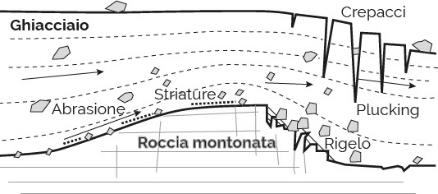 Crepacci
Ghiacciaio
Striature
Abrasione
Plucking
Roccia montonata
Rigelo